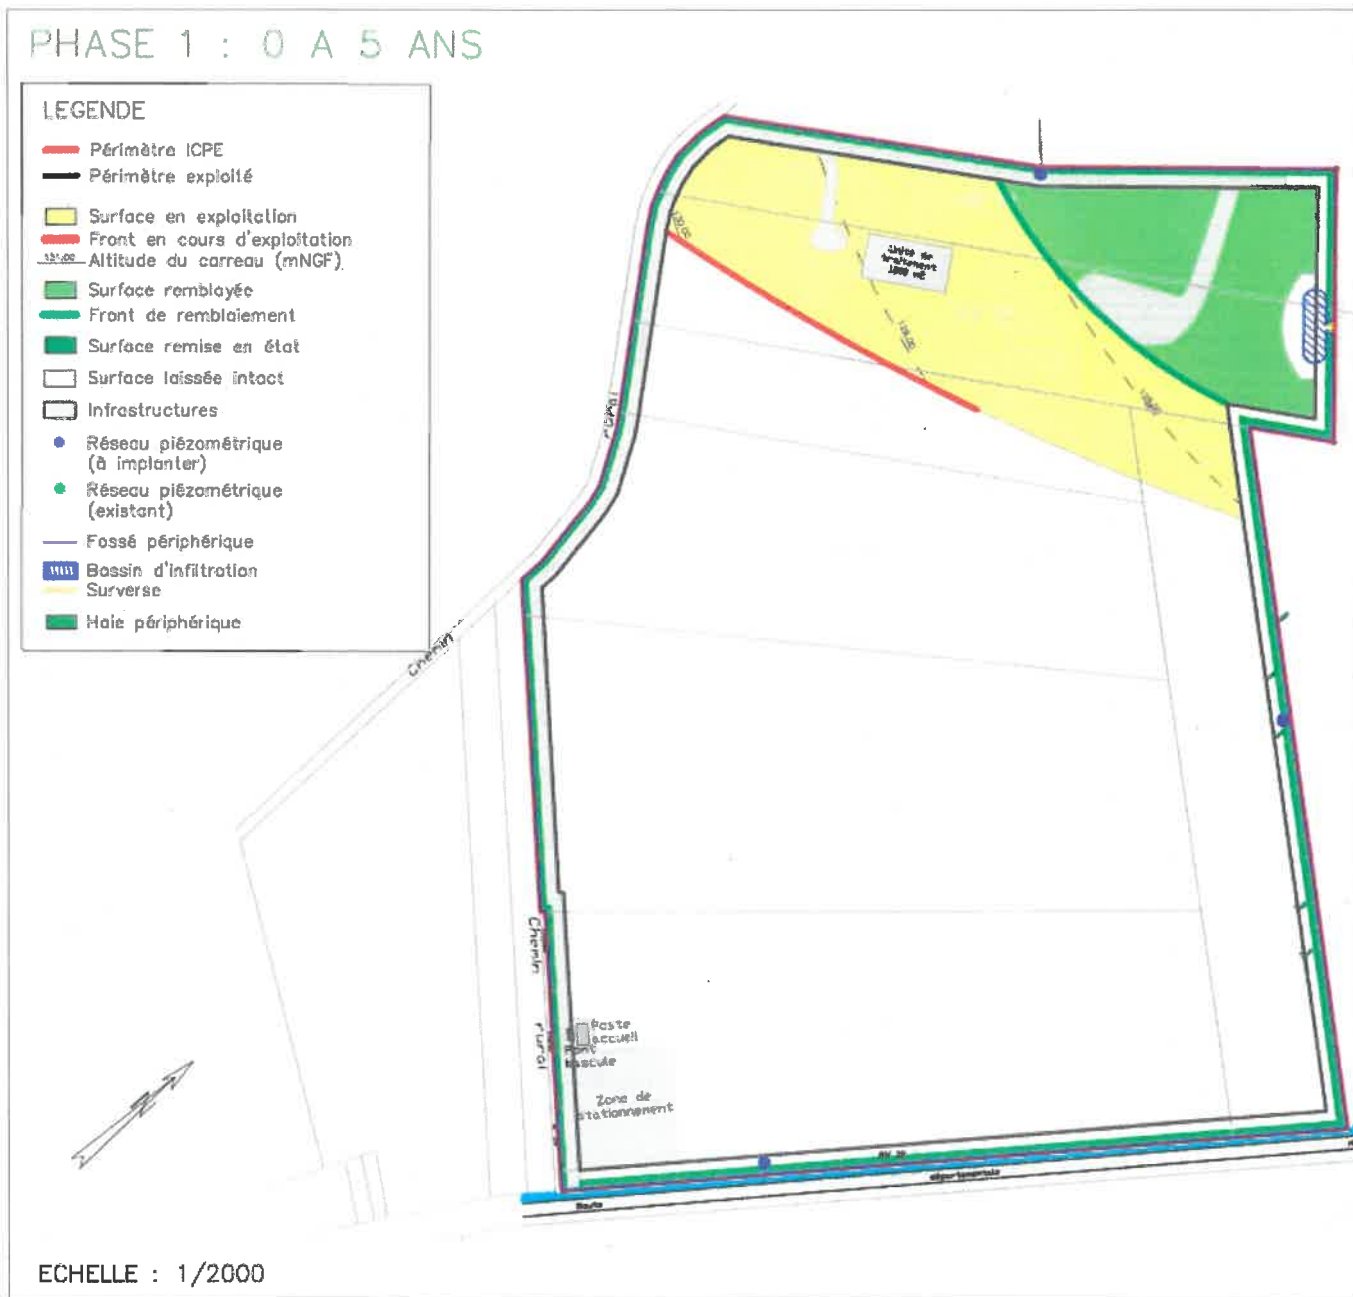 PHASE 1 : 0 A 5 ANS
LEGENDE
Périmètre ICPE
Périmètre exploité
Surface en exploitation
Front en cours d'exploitation
Altitude du carreau (mNGF)
Surface remblayée
Front de remblaiement
Surface remise en état
Surface laissée intact
Infrastructures
Réseau piézométrique
(à implanter)
Réseau piézométrique
(existant)
Fossé périphérique
Bassin d'infiltration
Surverse
Haie périphérique
Unité de
traitement
Chemin
Chemin
rural
Poste
accueil
Pont
bascule
Zone de
stationnement
Route
départementale
ECHELLE : 1/2000